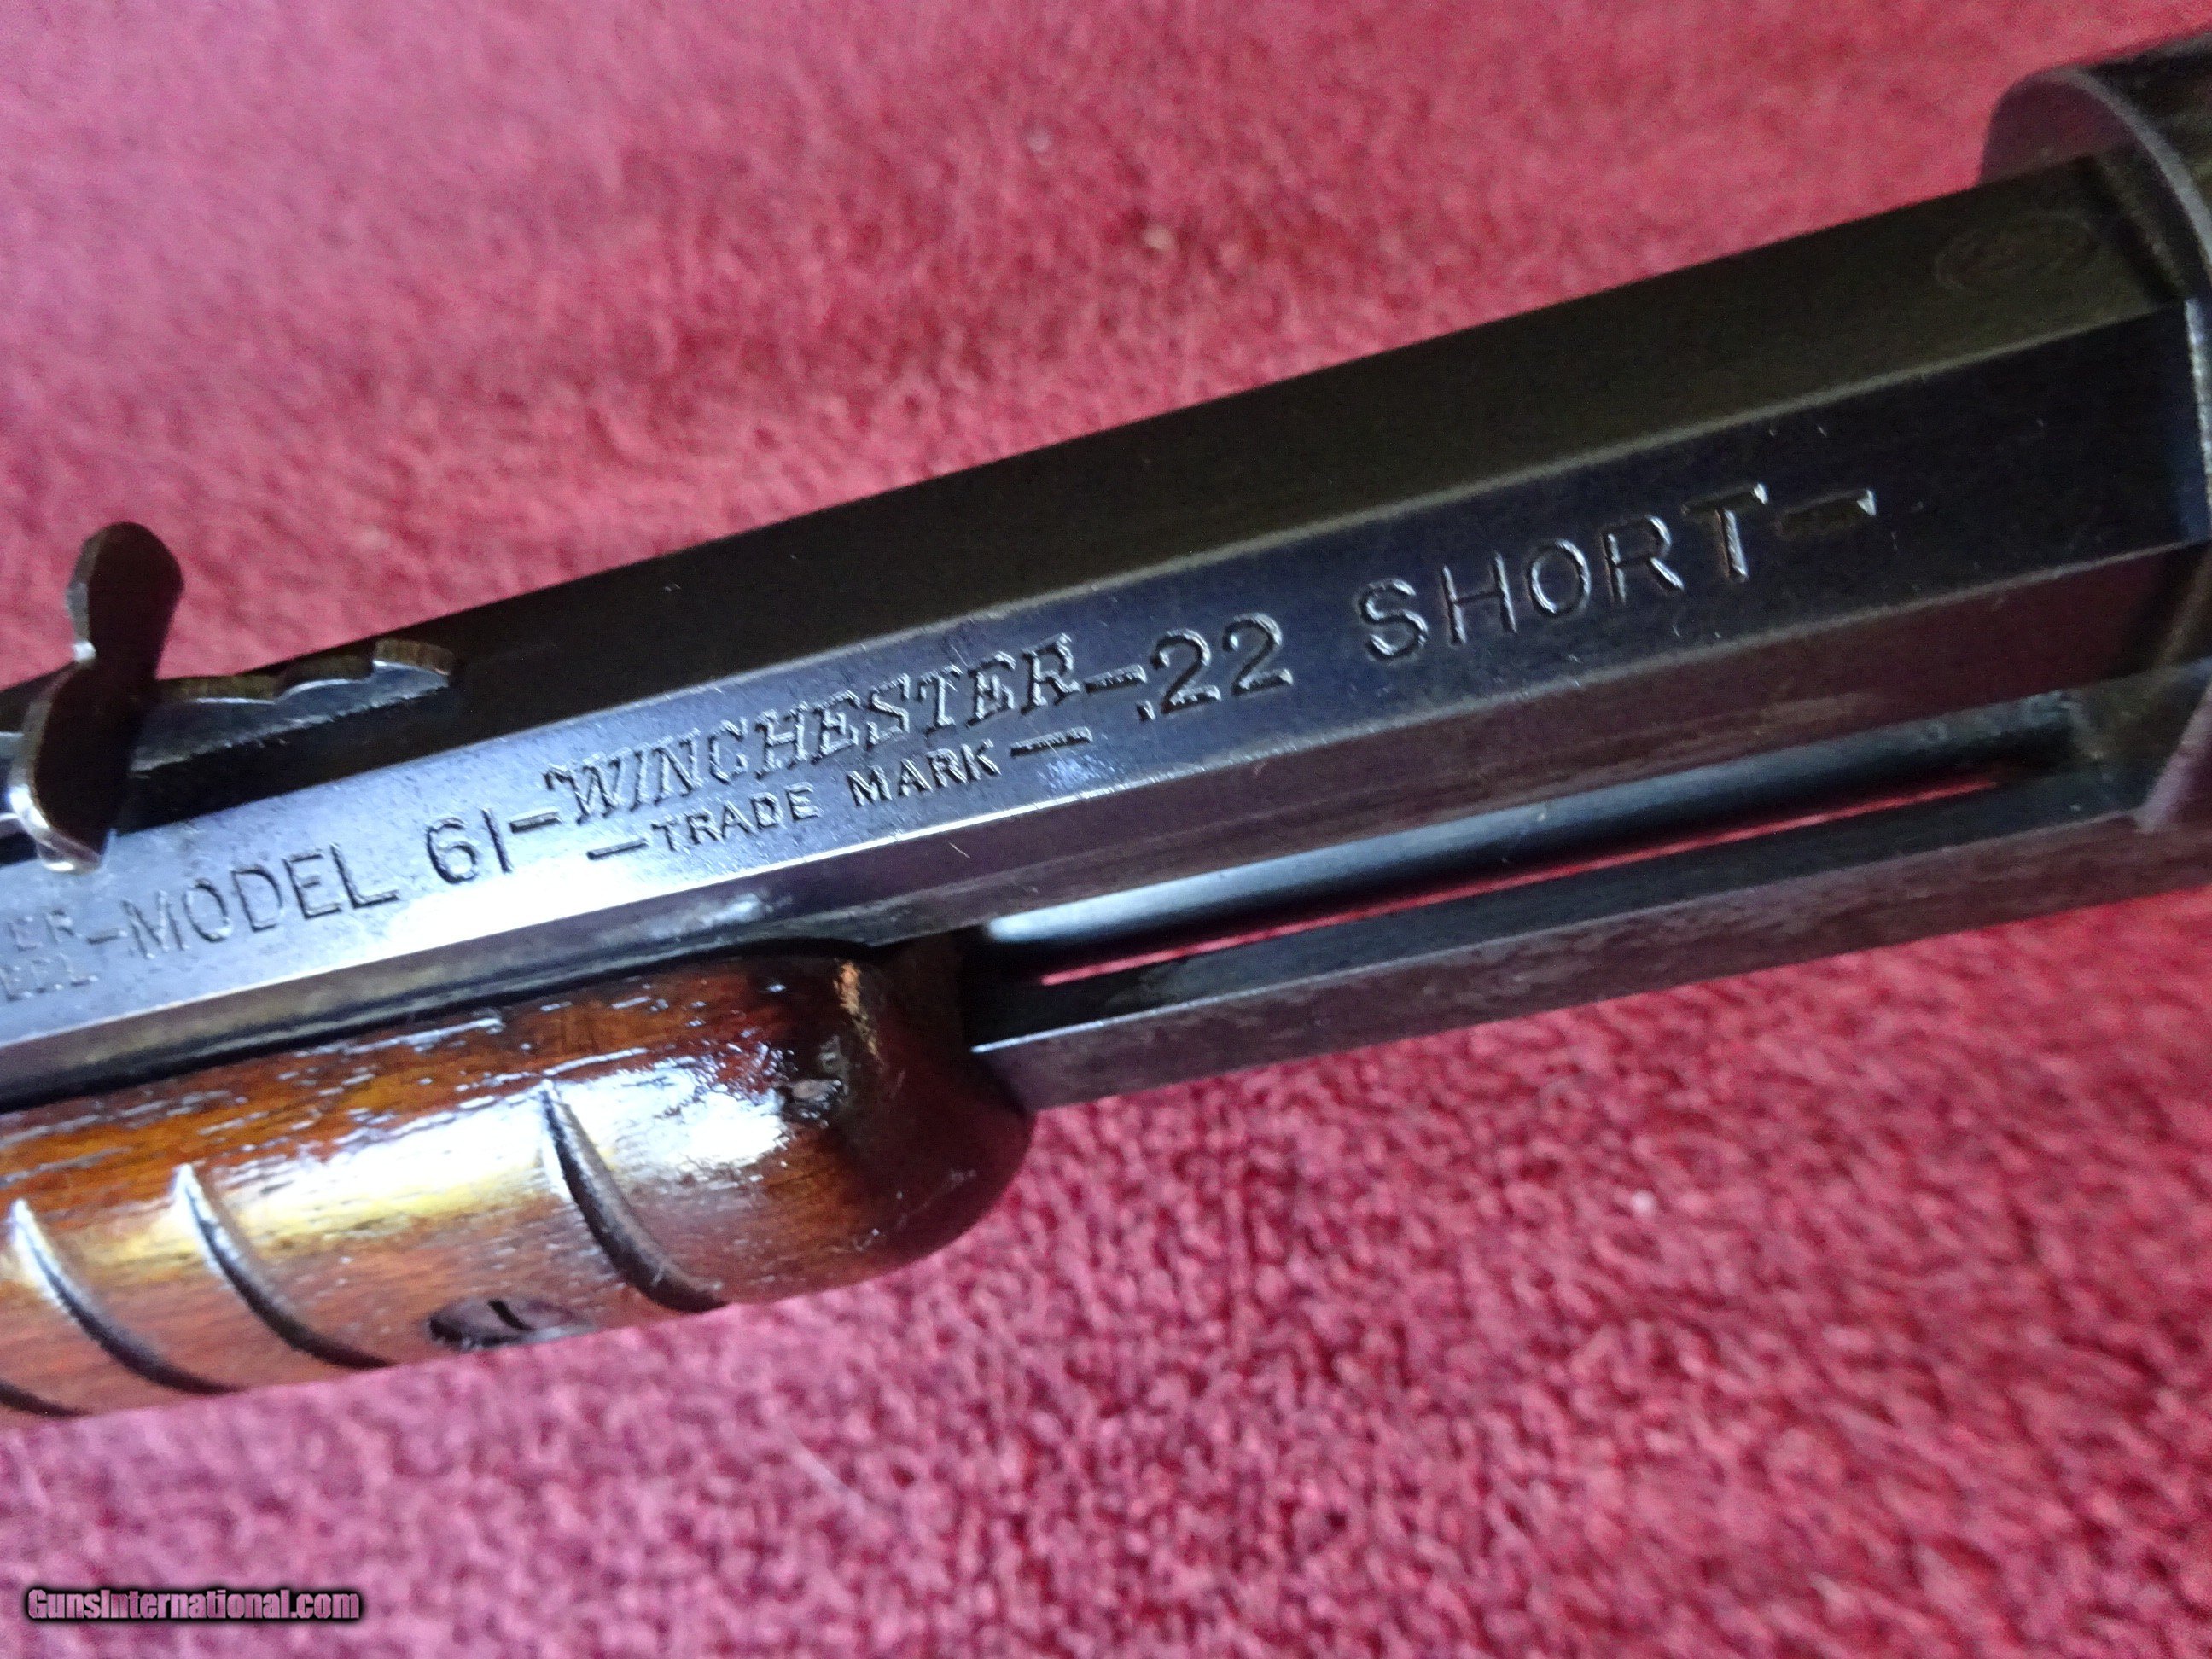 -MODEL 61-WINCHESTER-.22 SHORT-
-TRADE MARK-
GunsInternational.com